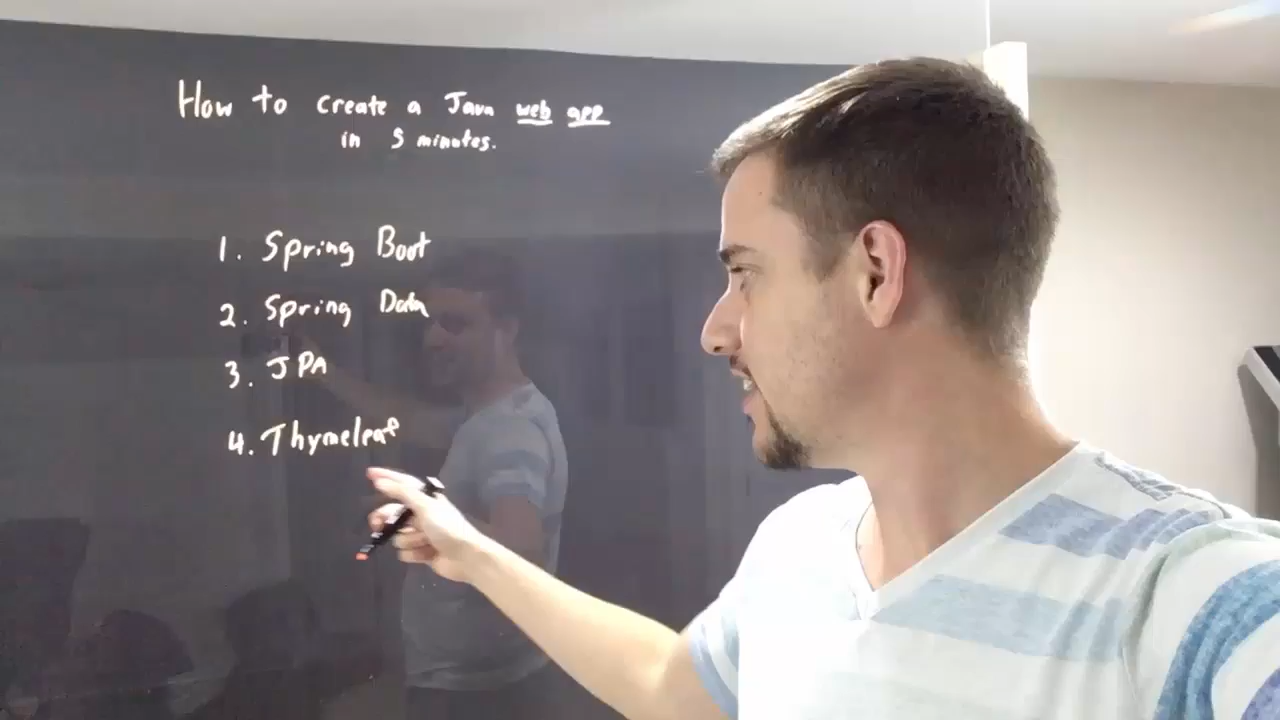 How to create a Java web app
in 5 minutes.
1. Spring Boot
2. Spring Data
3. JPA
4. Thymeleaf